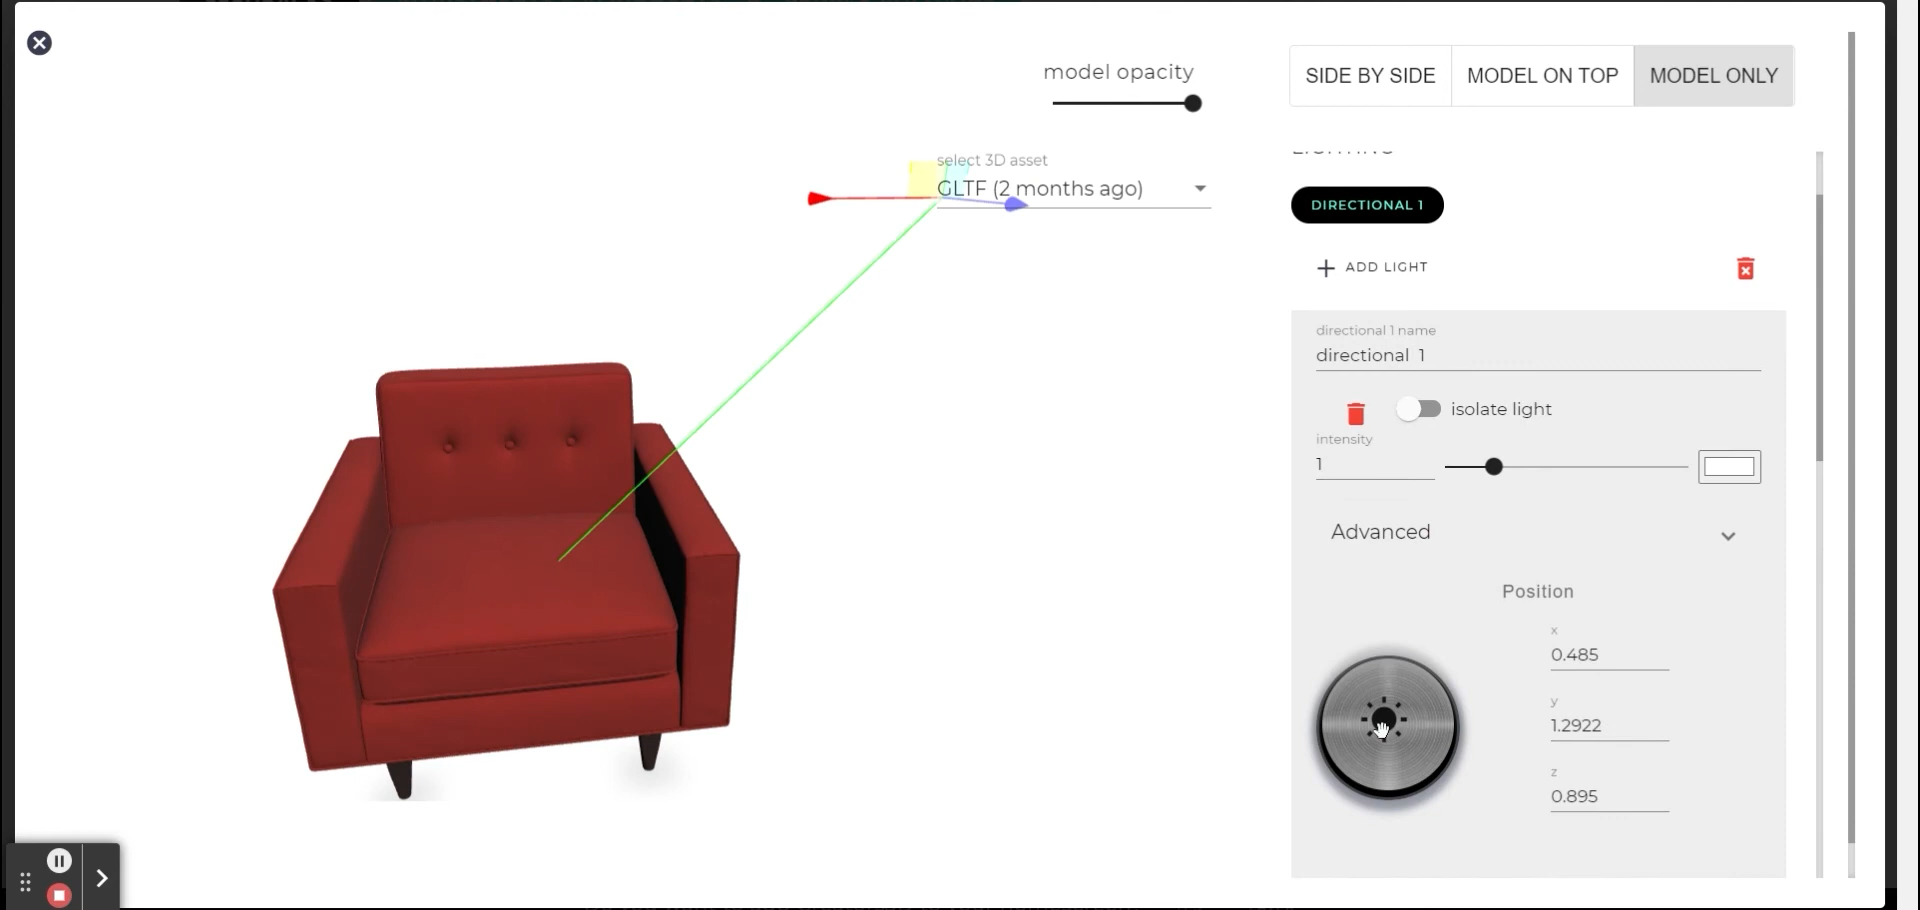 model opacity
SIDE BY SIDE
MODEL ON TOP
MODEL ONLY
select 3D asset
GLTF (2 months ago)
LIGHTING
DIRECTIONAL 1
ADD LIGHT
directional 1 name
directional 1
isolate light
intensity
1
Advanced
Position
x
0.485
y
1.2922
z
0.895